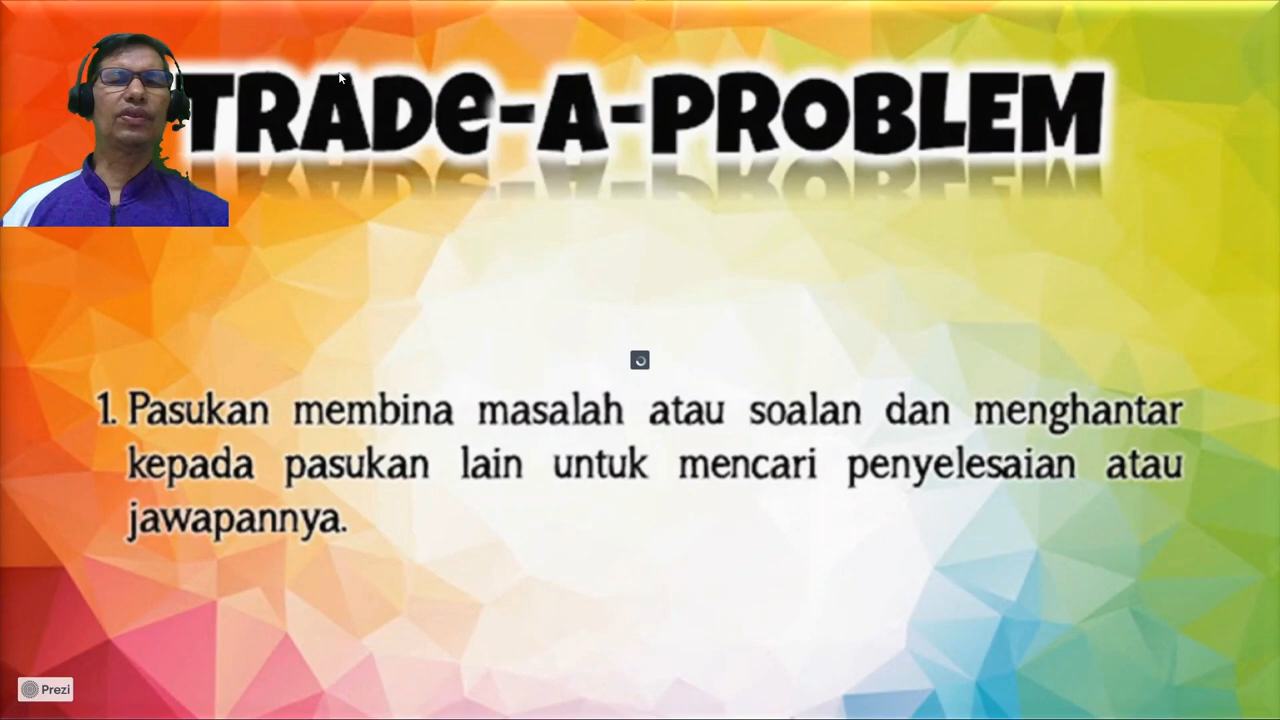 TRADe-A-PROBLEM
1. Pasukan membina masalah atau soalan dan menghantar
kepada pasukan lain untuk mencari penyelesaian atau
jawapannya.
Prezi